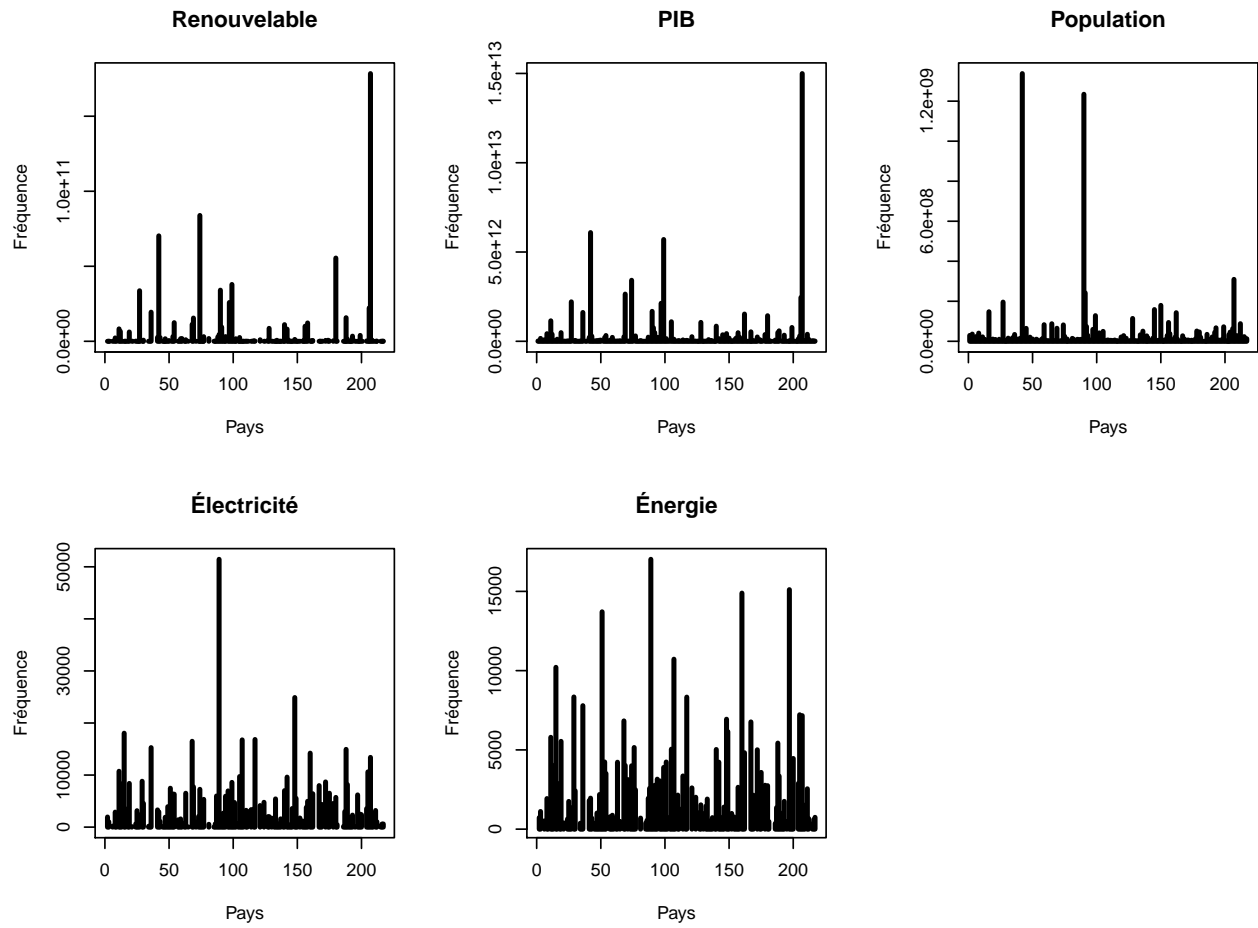 Renouvelable
PIB
Population
Fréquence
0.0e+00
1.0e+11
0
50
100
150
200
Pays
Fréquence
0.0e+00
5.0e+12
1.0e+13
1.5e+13
0
50
100
150
200
Pays
Fréquence
0.0e+00
6.0e+08
1.2e+09
0
50
100
150
200
Pays
Électricité
Énergie
Fréquence
0
10000
30000
50000
0
50
100
150
200
Pays
Fréquence
0
5000
10000
15000
0
50
100
150
200
Pays